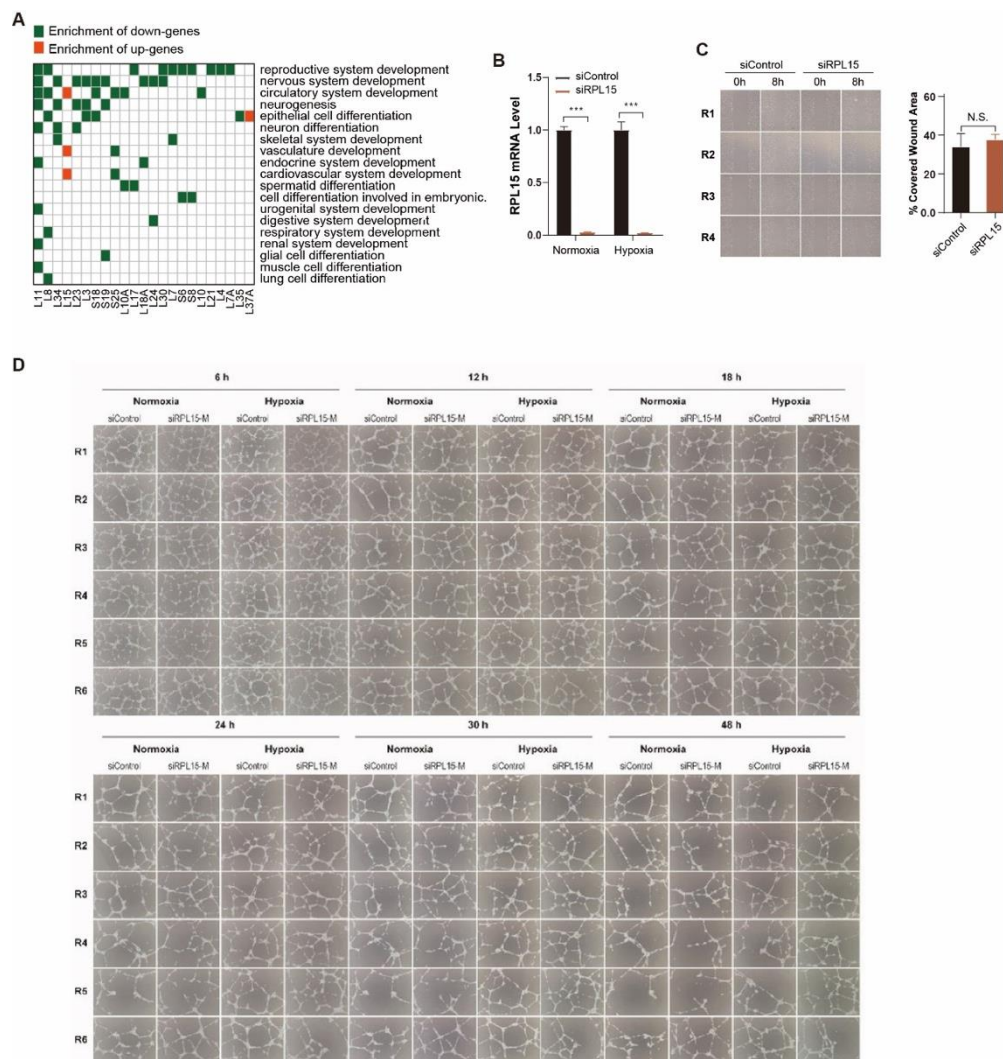 A
Enrichment of down-genes
Enrichment of up-genes
reproductive system development
nervous system development
circulatory system development
neurogenesis
epithelial cell differentiation
neuron differentiation
skeletal system development
vasculature development
endocrine system development
cardiovascular system development
spermatid differentiation
cell differentiation involved in embryonic.
urogenital system development
digestive system development
respiratory system development
renal system development
glial cell differentiation
muscle cell differentiation
lung cell differentiation
L11 L8 L34 L15 L23 L3 S18 S19 S25 L10A L17 L18A L24 L30 L7 S6 S8 L10 L21 L4 L7A L35 L37A
B
siControl
siRPL15
RPL15 mRNA Level
1.5
1.0
0.5
0.0
*** ***
Normoxia Hypoxia
C
siControl siRPL15
0h 8h 0h 8h
R1
R2
R3
R4
% Covered Wound Area
60.0
40.0
20.0
0.0
N.S.
siControl siRPL15
D
6 h 12 h 18 h
Normoxia Hypoxia Normoxia Hypoxia Normoxia Hypoxia
siControl siRPL15-M siControl siRPL15-M siControl siRPL15-M siControl siRPL15-M siControl siRPL15-M siControl siRPL15-M
R1
R2
R3
R4
R5
R6
24 h 30 h 48 h
Normoxia Hypoxia Normoxia Hypoxia Normoxia Hypoxia
siControl siRPL15-M siControl siRPL15-M siControl siRPL15-M siControl siRPL15-M siControl siRPL15-M siControl siRPL15-M
R1
R2
R3
R4
R5
R6